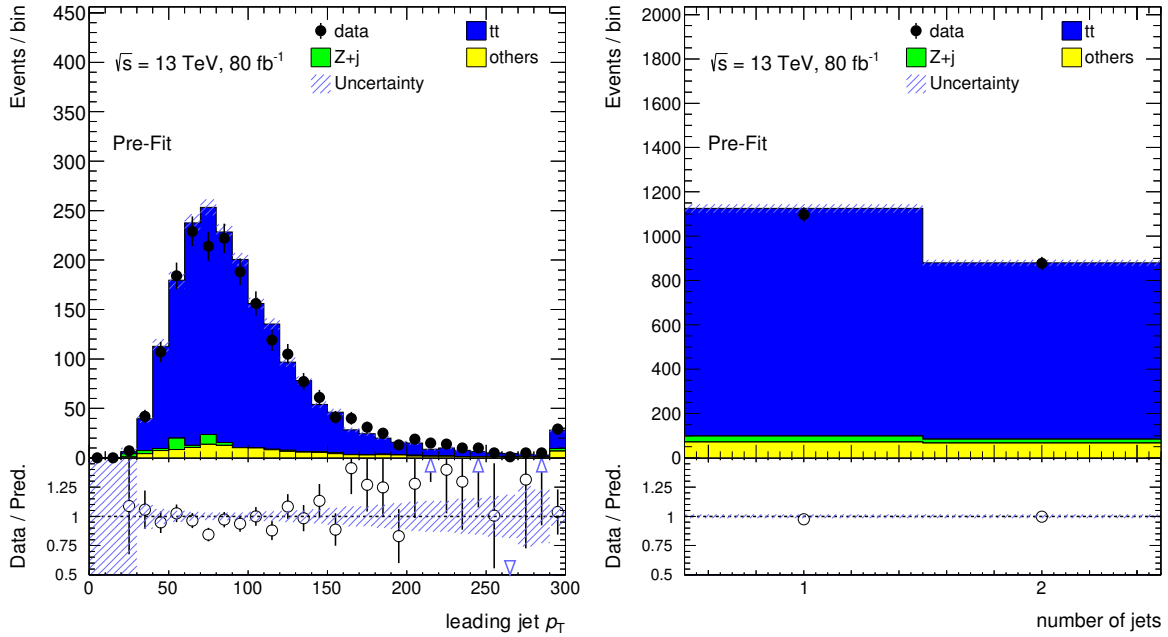 Events / bin
450
400
350
300
250
200
150
100
50
0
data
tt
Z+j
others
Uncertainty
√s = 13 TeV, 80 fb⁻¹
Pre-Fit
Data / Pred.
1.25
1
0.75
0.5
0 50 100 150 200 250 300
leading jet p_T
Events / bin
2000
1800
1600
1400
1200
1000
800
600
400
200
0
data
tt
Z+j
others
Uncertainty
√s = 13 TeV, 80 fb⁻¹
Pre-Fit
Data / Pred.
1.25
1
0.75
0.5
1 2
number of jets